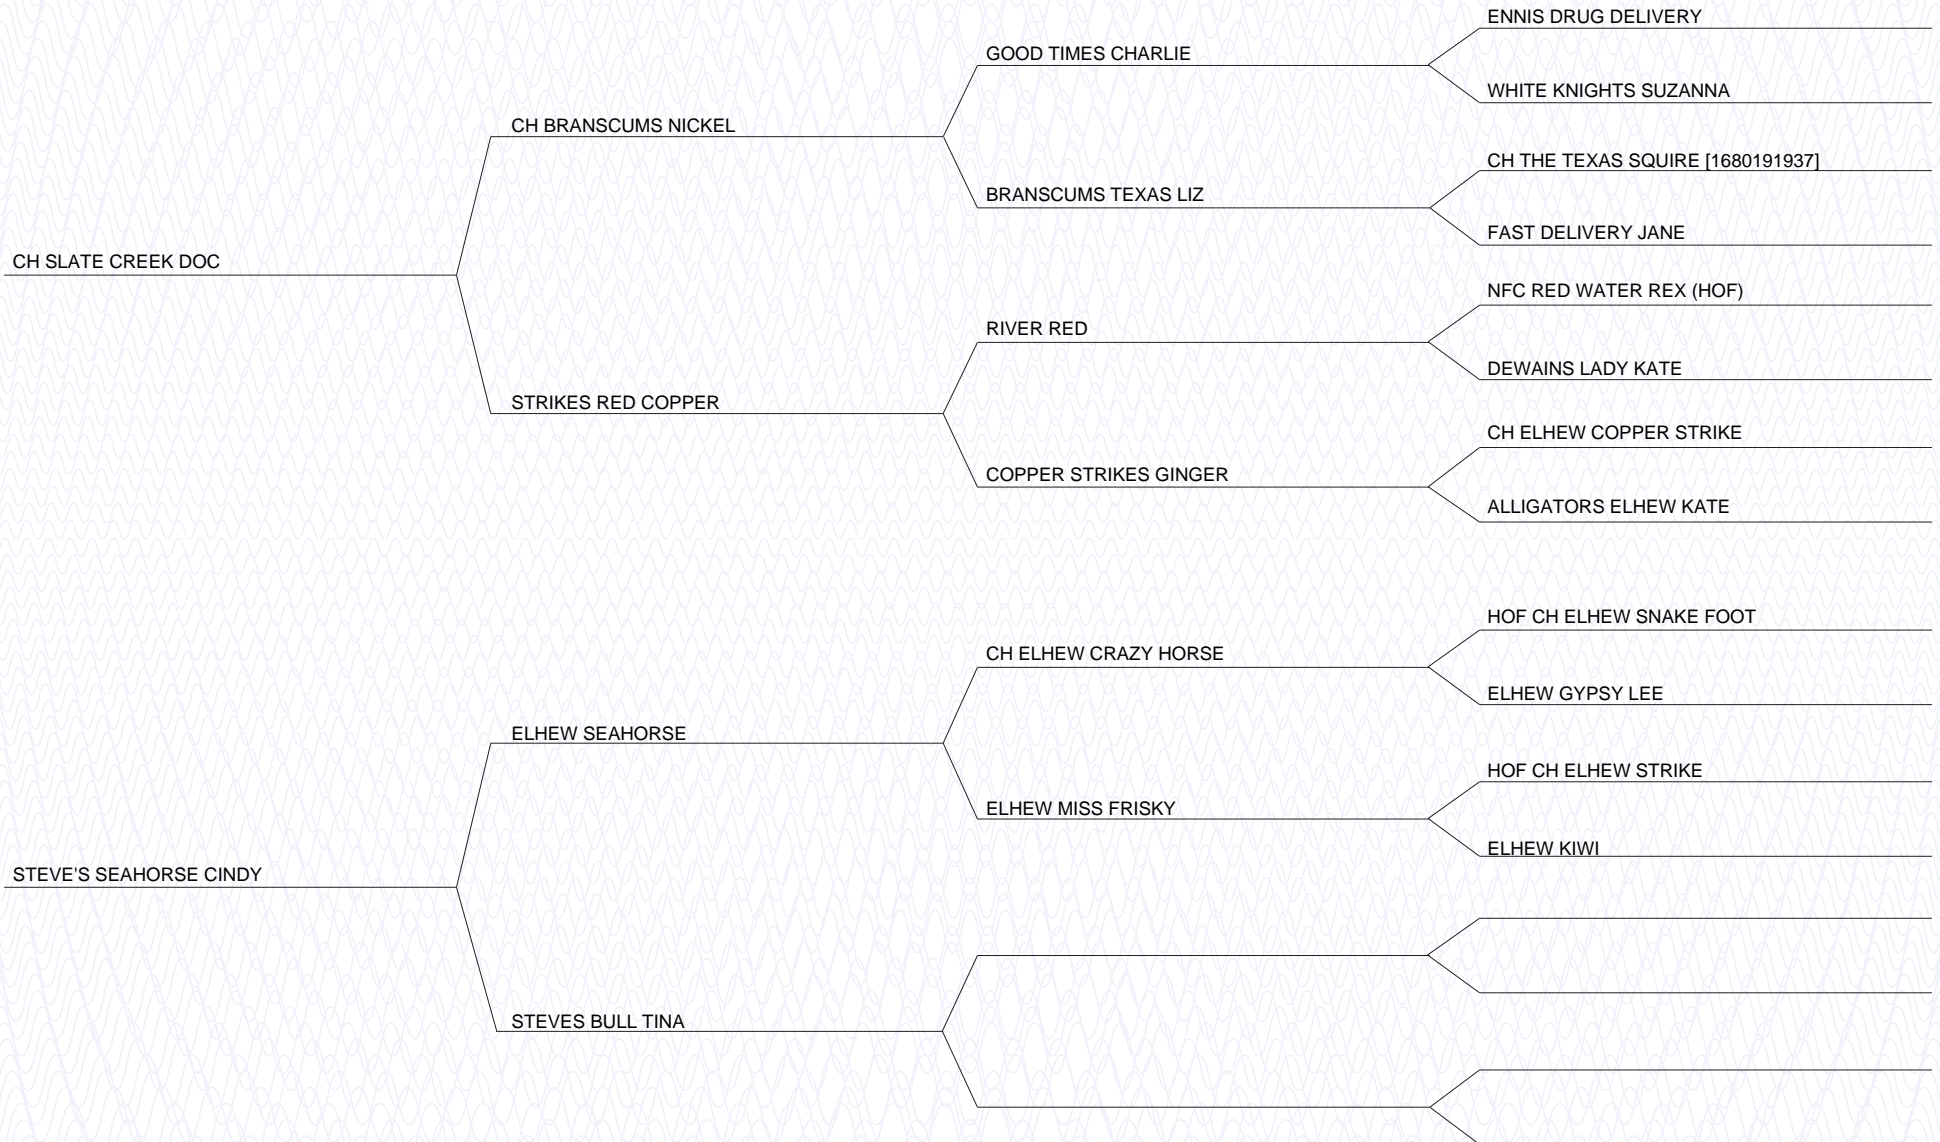 ENNIS DRUG DELIVERY
GOOD TIMES CHARLIE
WHITE KNIGHTS SUZANNA
CH BRANSCUMS NICKEL
CH THE TEXAS SQUIRE [1680191937]
BRANSCUMS TEXAS LIZ
FAST DELIVERY JANE
CH SLATE CREEK DOC
NFC RED WATER REX (HOF)
RIVER RED
DEWAINS LADY KATE
STRIKES RED COPPER
CH ELHEW COPPER STRIKE
COPPER STRIKES GINGER
ALLIGATORS ELHEW KATE
HOF CH ELHEW SNAKE FOOT
CH ELHEW CRAZY HORSE
ELHEW GYPSY LEE
ELHEW SEAHORSE
HOF CH ELHEW STRIKE
ELHEW MISS FRISKY
ELHEW KIWI
STEVE'S SEAHORSE CINDY
STEVES BULL TINA